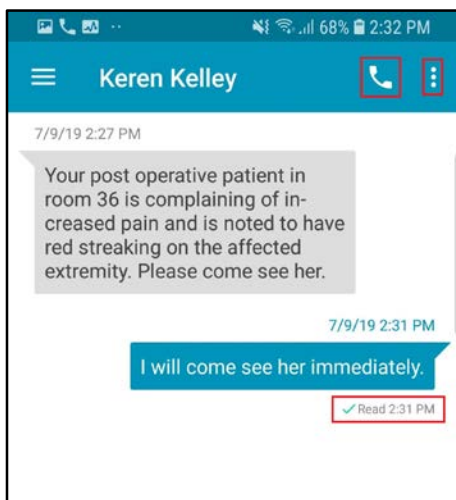 68% 2:32 PM
Keren Kelley
7/9/19 2:27 PM
Your post operative patient in
room 36 is complaining of in-
creased pain and is noted to have
red streaking on the affected
extremity. Please come see her.
7/9/19 2:31 PM
I will come see her immediately.
Read 2:31 PM